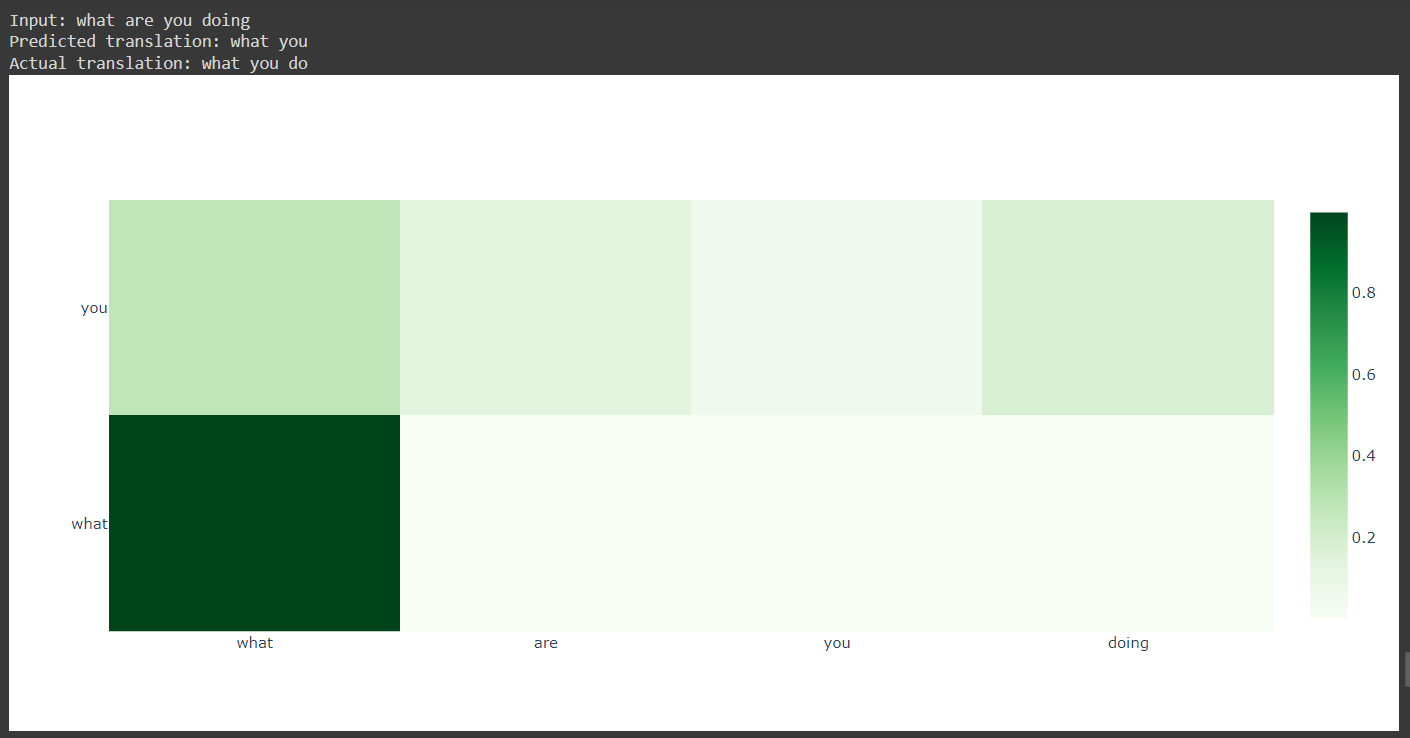 Input: what are you doing
Predicted translation: what you
Actual translation: what you do
you
what
what are you doing
0.8
0.6
0.4
0.2